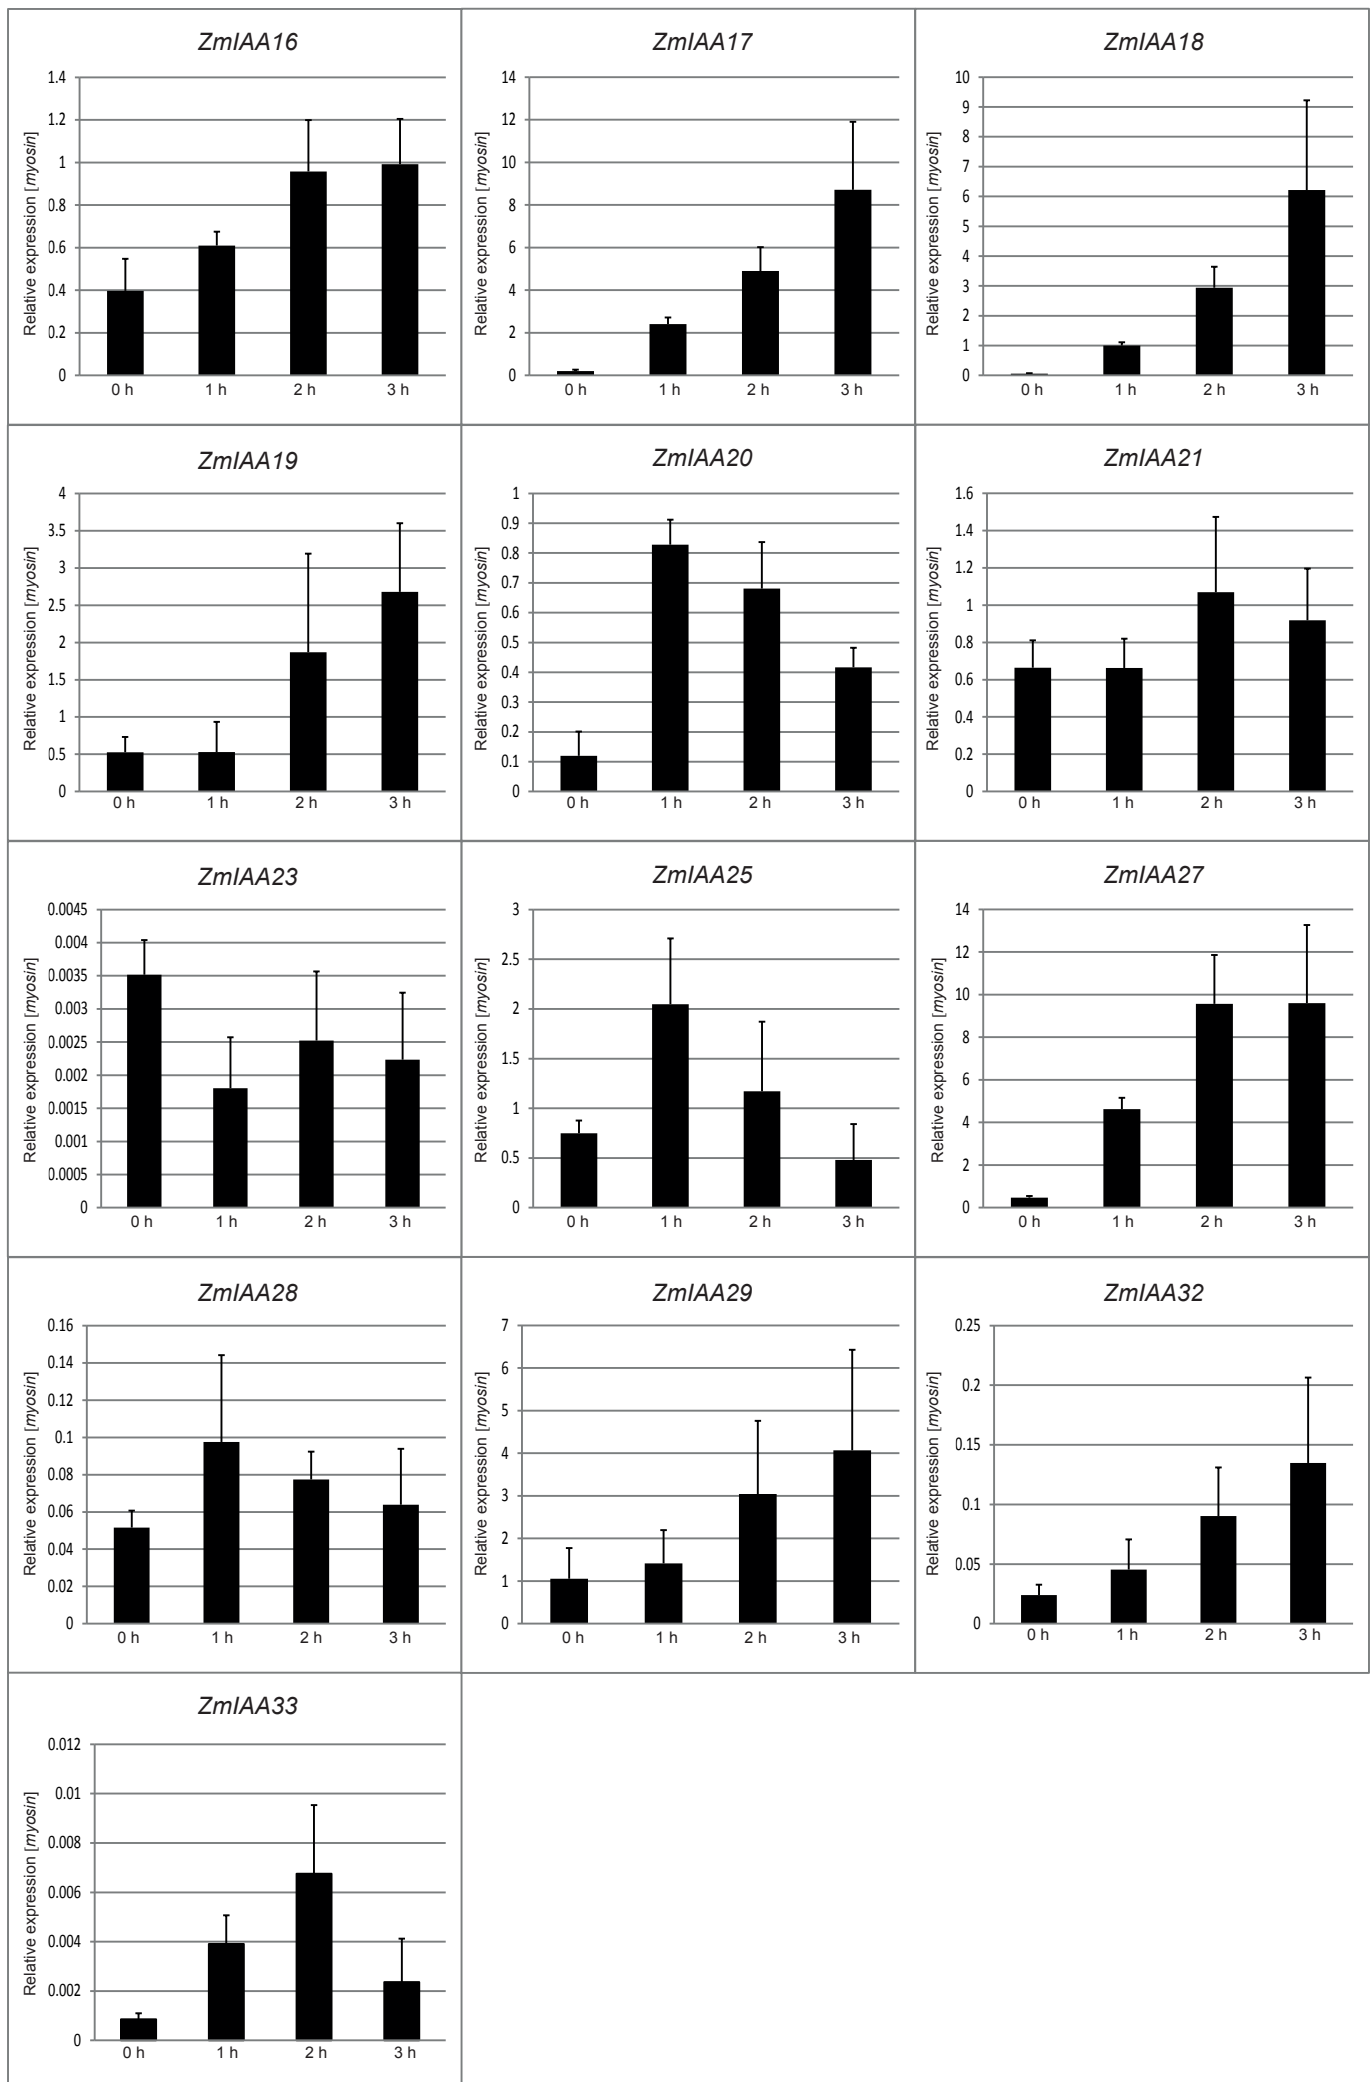 ZmIAA16
Relative expression [myosin]
1.4
1.2
1
0.8
0.6
0.4
0.2
0
0 h 1 h 2 h 3 h
ZmIAA17
Relative expression [myosin]
14
12
10
8
6
4
2
0
0 h 1 h 2 h 3 h
ZmIAA18
Relative expression [myosin]
10
9
8
7
6
5
4
3
2
1
0
0 h 1 h 2 h 3 h
ZmIAA19
Relative expression [myosin]
4
3.5
3
2.5
2
1.5
1
0.5
0
0 h 1 h 2 h 3 h
ZmIAA20
Relative expression [myosin]
1
0.9
0.8
0.7
0.6
0.5
0.4
0.3
0.2
0.1
0
0 h 1 h 2 h 3 h
ZmIAA21
Relative expression [myosin]
1.6
1.4
1.2
1
0.8
0.6
0.4
0.2
0
0 h 1 h 2 h 3 h
ZmIAA23
Relative expression [myosin]
0.0045
0.004
0.0035
0.003
0.0025
0.002
0.0015
0.001
0.0005
0
0 h 1 h 2 h 3 h
ZmIAA25
Relative expression [myosin]
3
2.5
2
1.5
1
0.5
0
0 h 1 h 2 h 3 h
ZmIAA27
Relative expression [myosin]
14
12
10
8
6
4
2
0
0 h 1 h 2 h 3 h
ZmIAA28
Relative expression [myosin]
0.16
0.14
0.12
0.1
0.08
0.06
0.04
0.02
0
0 h 1 h 2 h 3 h
ZmIAA29
Relative expression [myosin]
7
6
5
4
3
2
1
0
0 h 1 h 2 h 3 h
ZmIAA32
Relative expression [myosin]
0.25
0.2
0.15
0.1
0.05
0
0 h 1 h 2 h 3 h
ZmIAA33
Relative expression [myosin]
0.012
0.01
0.008
0.006
0.004
0.002
0
0 h 1 h 2 h 3 h